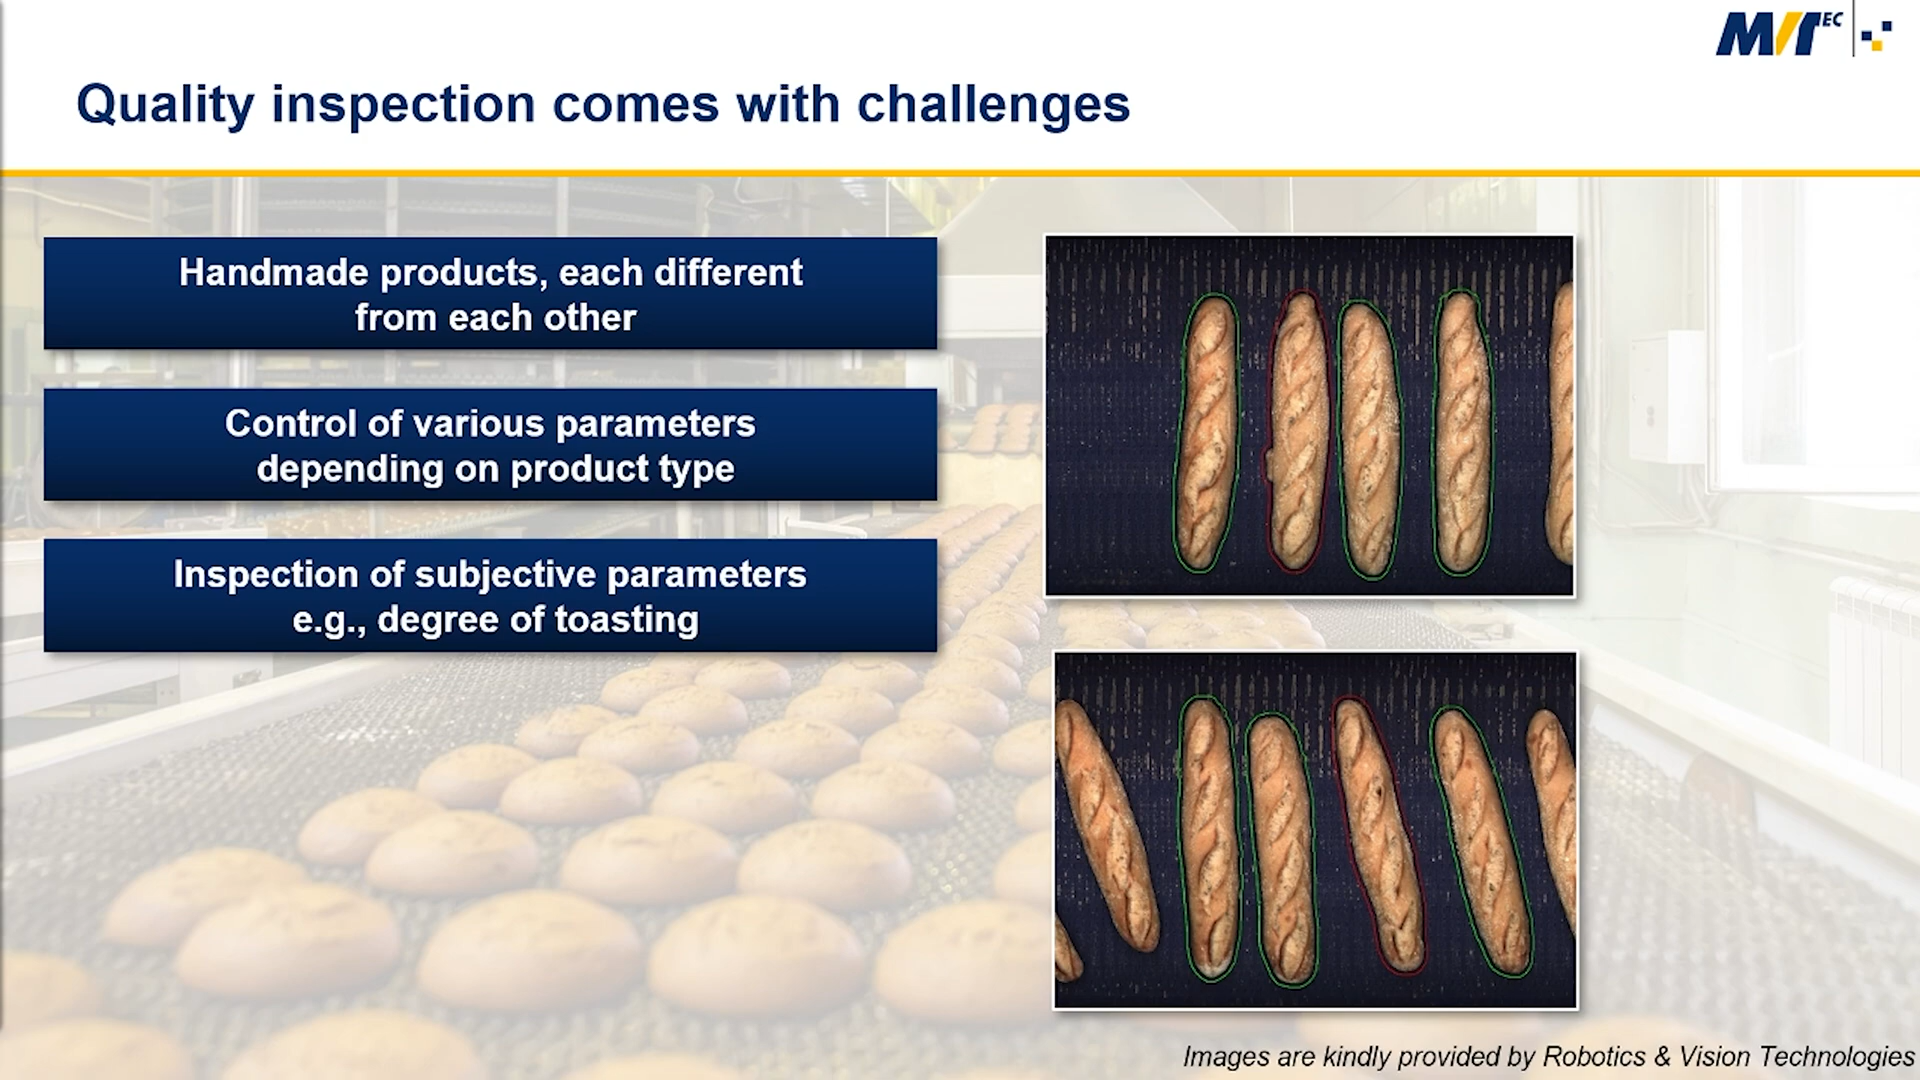 MVTEC
Quality inspection comes with challenges
Handmade products, each different
from each other
Control of various parameters
depending on product type
Inspection of subjective parameters
e.g., degree of toasting
Images are kindly provided by Robotics & Vision Technologies